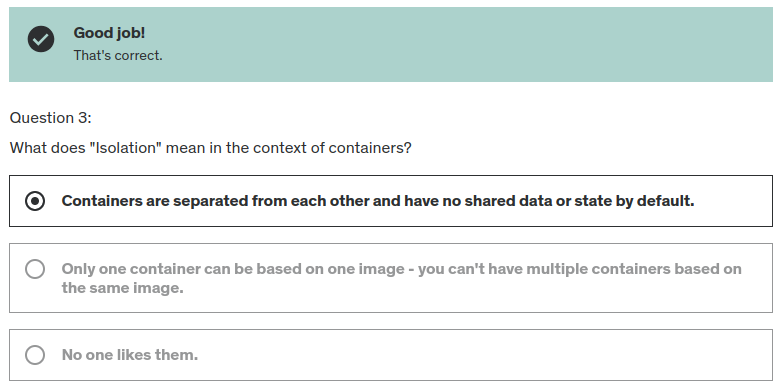 Good job!
That's correct.
Question 3:
What does "Isolation" mean in the context of containers?
Containers are separated from each other and have no shared data or state by default.
Only one container can be based on one image - you can't have multiple containers based on
the same image.
No one likes them.